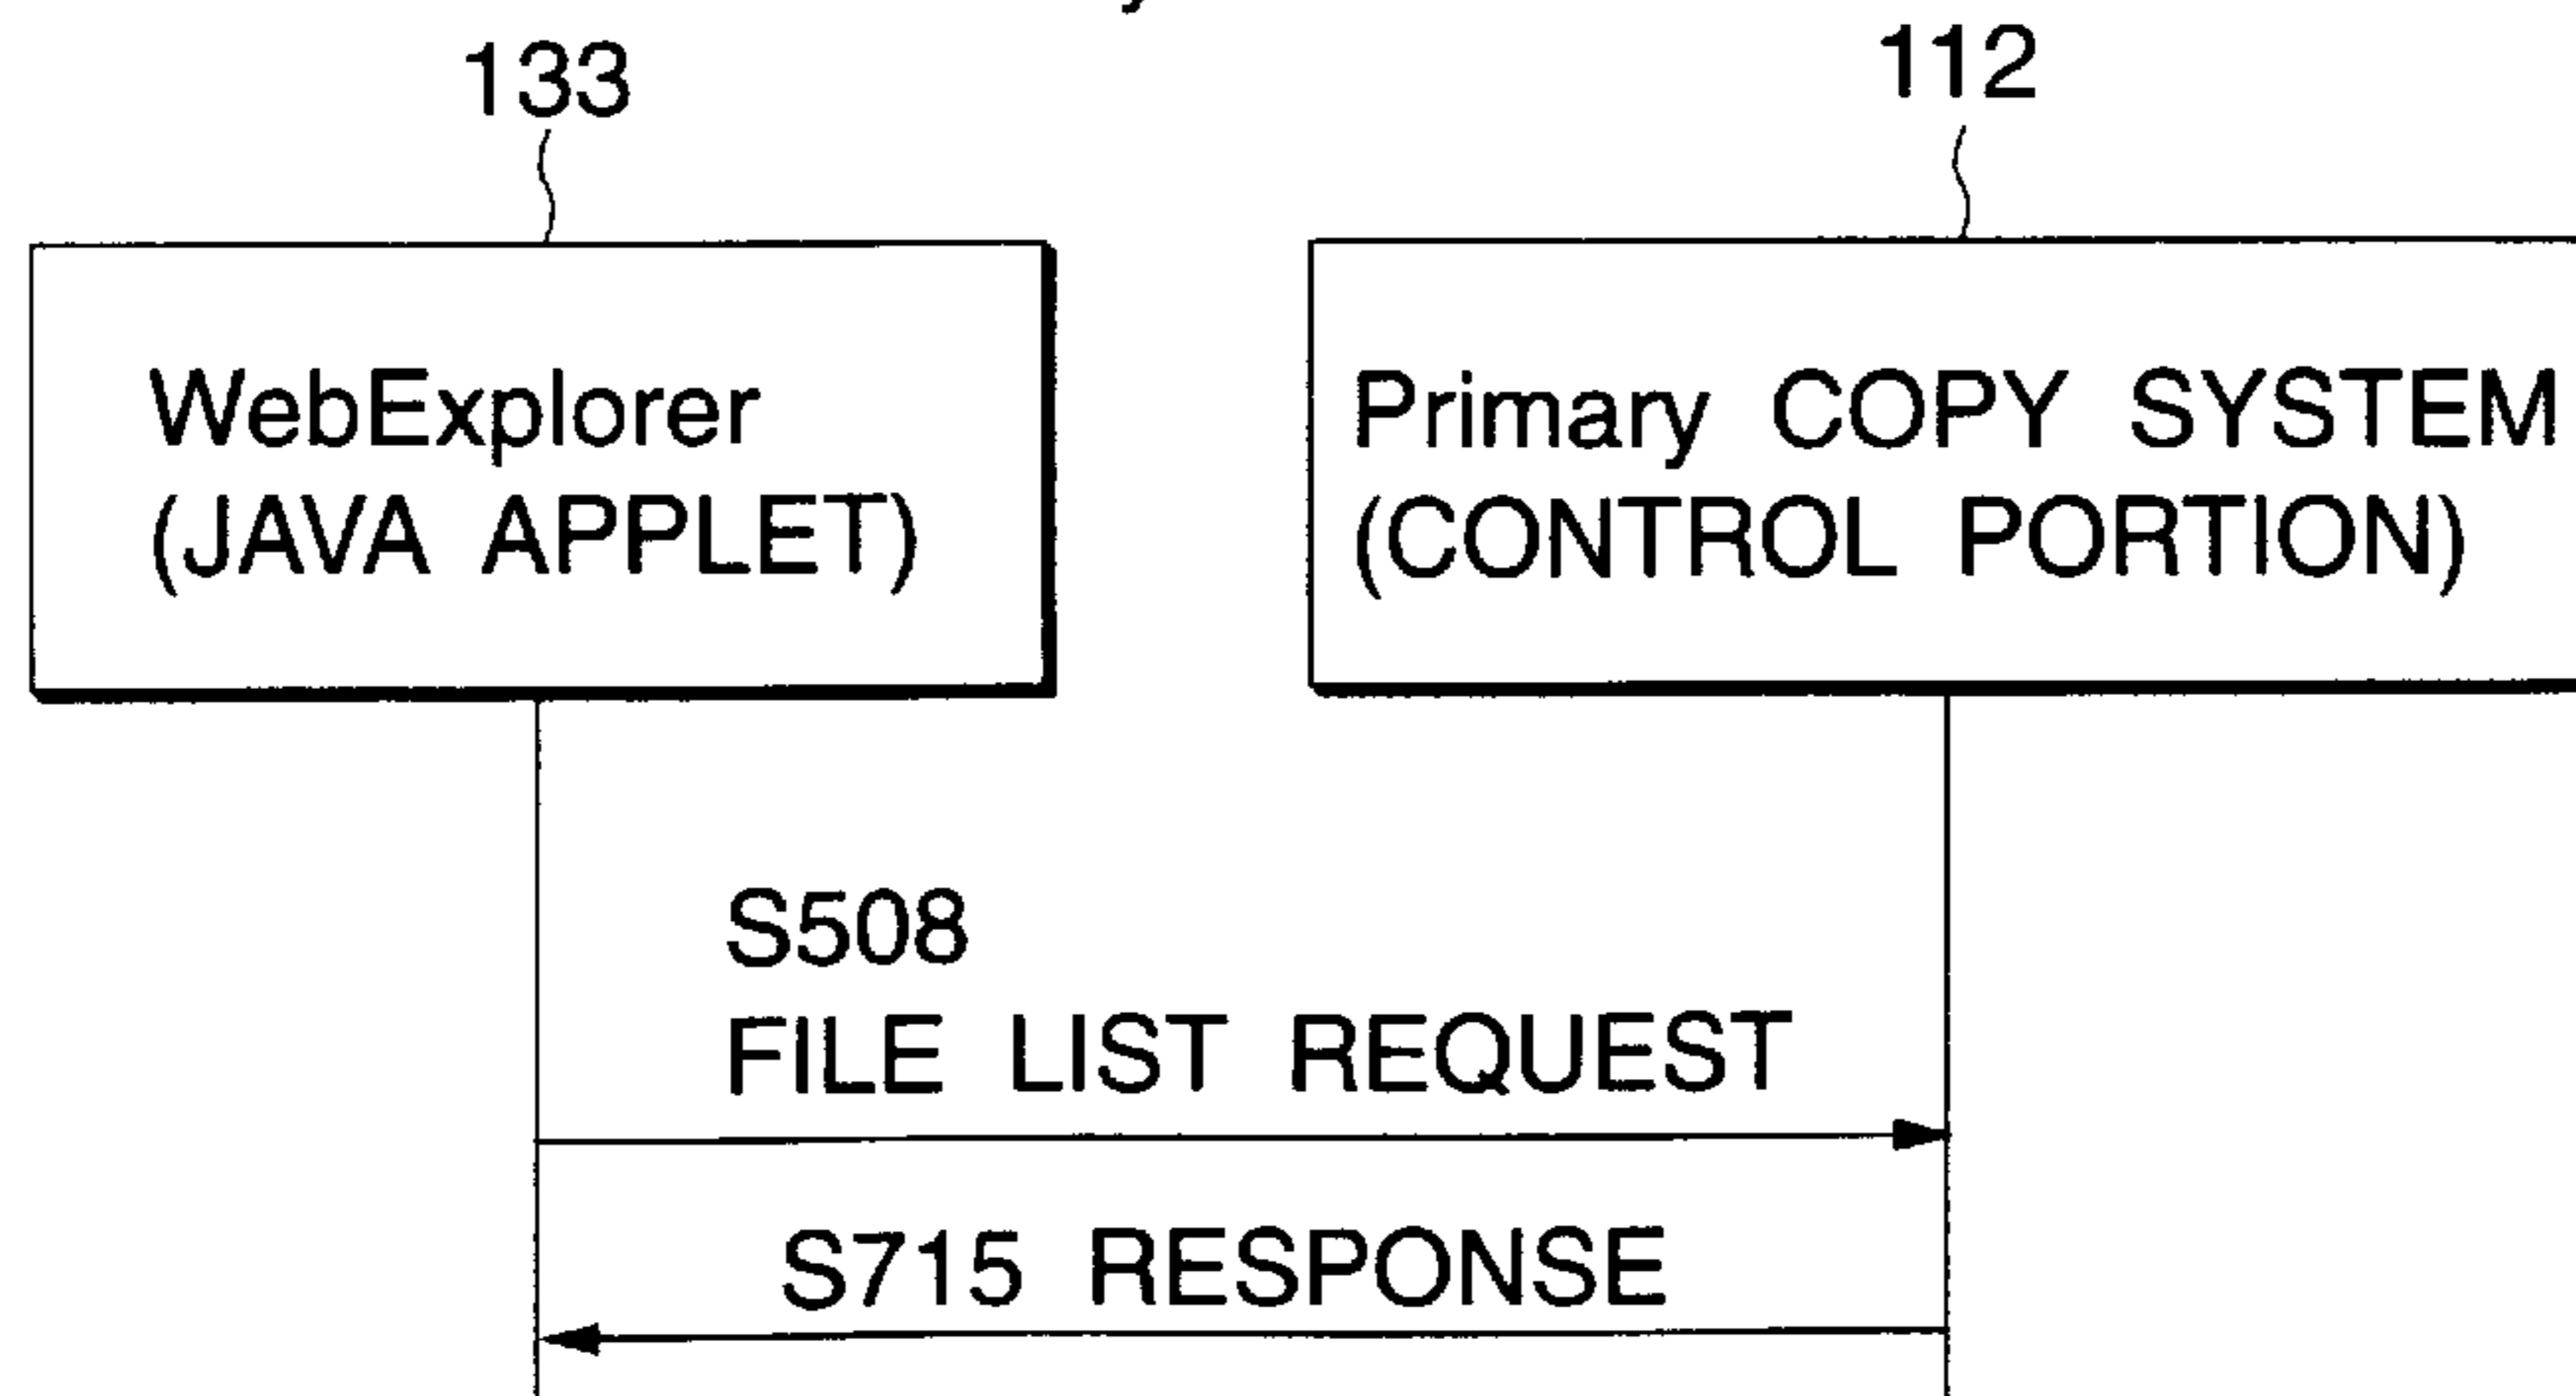 133
112
WebExplorer
(JAVA APPLET)
Primary COPY SYSTEM
(CONTROL PORTION)
S508
FILE LIST REQUEST
S715 RESPONSE